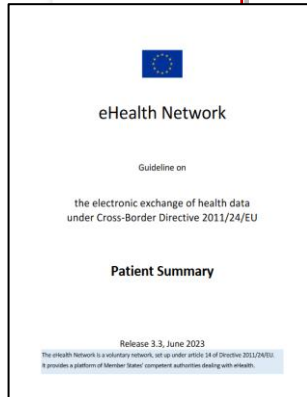 eHealth Network
Guideline on
the electronic exchange of health data
under Cross-Border Directive 2011/24/EU
Patient Summary
Release 3.3, June 2023
The eHealth Network is a voluntary network, set up under article 14 of Directive 2011/24/EU.
It provides a platform of Member States' competent authorities dealing with eHealth.